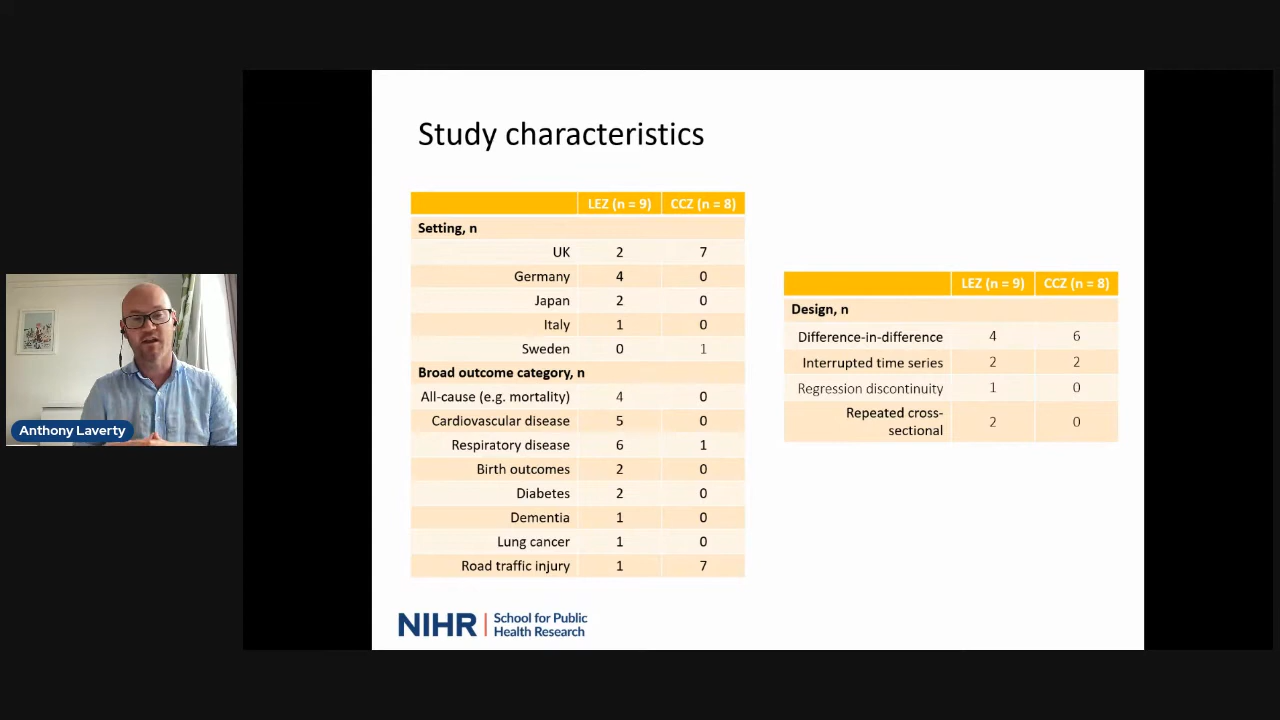 Study characteristics
LEZ (n = 9) CCZ (n = 8)
Setting, n
UK 2 7
Germany 4 0
Japan 2 0
Italy 1 0
Sweden 0 1
Broad outcome category, n
All-cause (e.g. mortality) 4 0
Cardiovascular disease 5 0
Respiratory disease 6 1
Birth outcomes 2 0
Diabetes 2 0
Dementia 1 0
Lung cancer 1 0
Road traffic injury 1 7
LEZ (n = 9) CCZ (n = 8)
Design, n
Difference-in-difference 4 6
Interrupted time series 2 2
Regression discontinuity 1 0
Repeated cross-
sectional 2 0
Anthony Laverty
NIHR | School for Public
Health Research